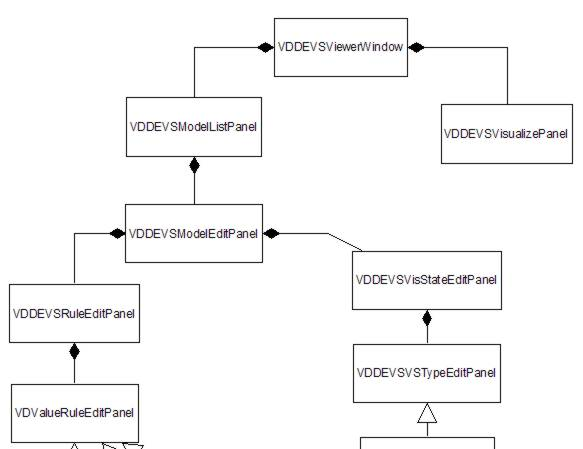 VDDEVSViewerWindow
VDDEVSModelListPanel
VDDEVSVisualizePanel
VDDEVSModelEditPanel
VDDEVSVisStateEditPanel
VDDEVSRuleEditPanel
VDDEVSVSTypeEditPanel
VDValueRuleEditPanel